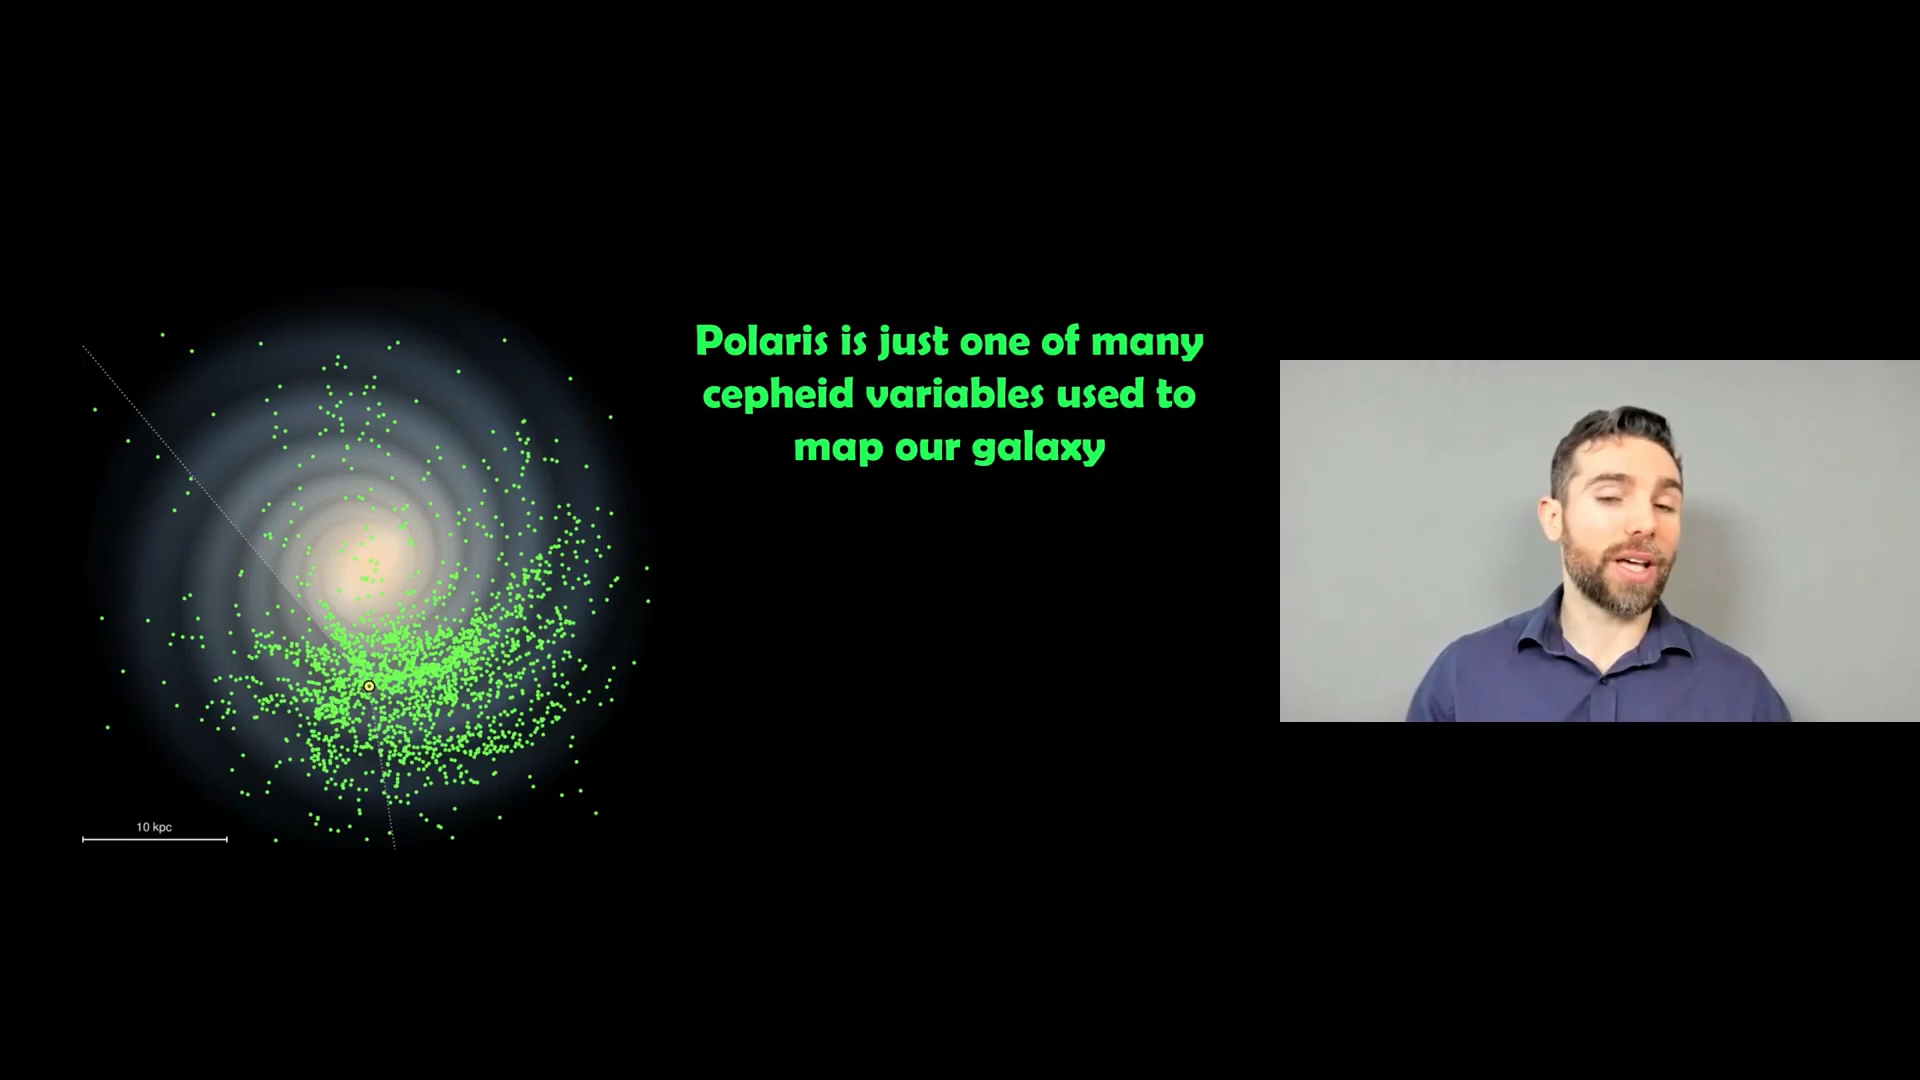 Polaris is just one of many
cepheid variables used to
map our galaxy
10 kpc